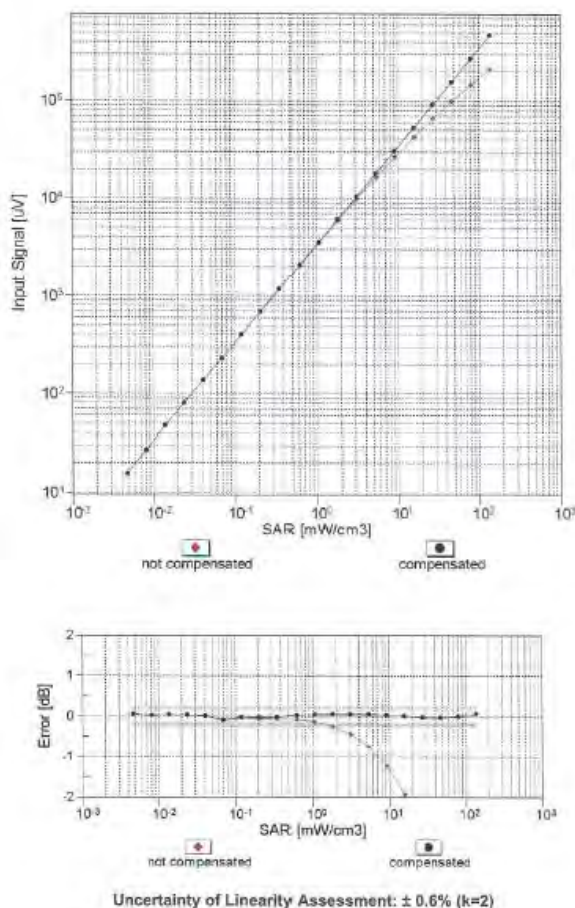 Input Signal [uV]
10⁵
10⁴
10³
10²
10¹
10⁻³ 10⁻² 10⁻¹ 10⁰ 10¹ 10² 10³
SAR [mW/cm3]
not compensated compensated
Error [dB]
2
1
0
-1
-2
10⁻³ 10⁻² 10⁻¹ 10⁰ 10¹ 10² 10³
SAR [mW/cm3]
not compensated compensated
Uncertainty of Linearity Assessment: ± 0.6% (k=2)